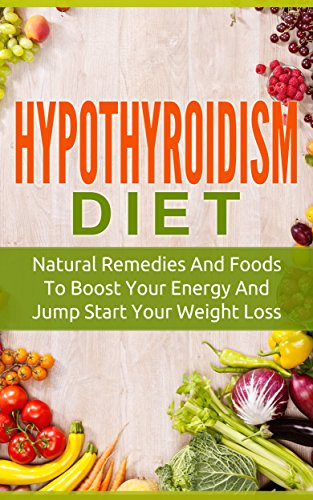 HYPOTHYROIDISM
DIET
Natural Remedies And Foods
To Boost Your Energy And
Jump Start Your Weight Loss